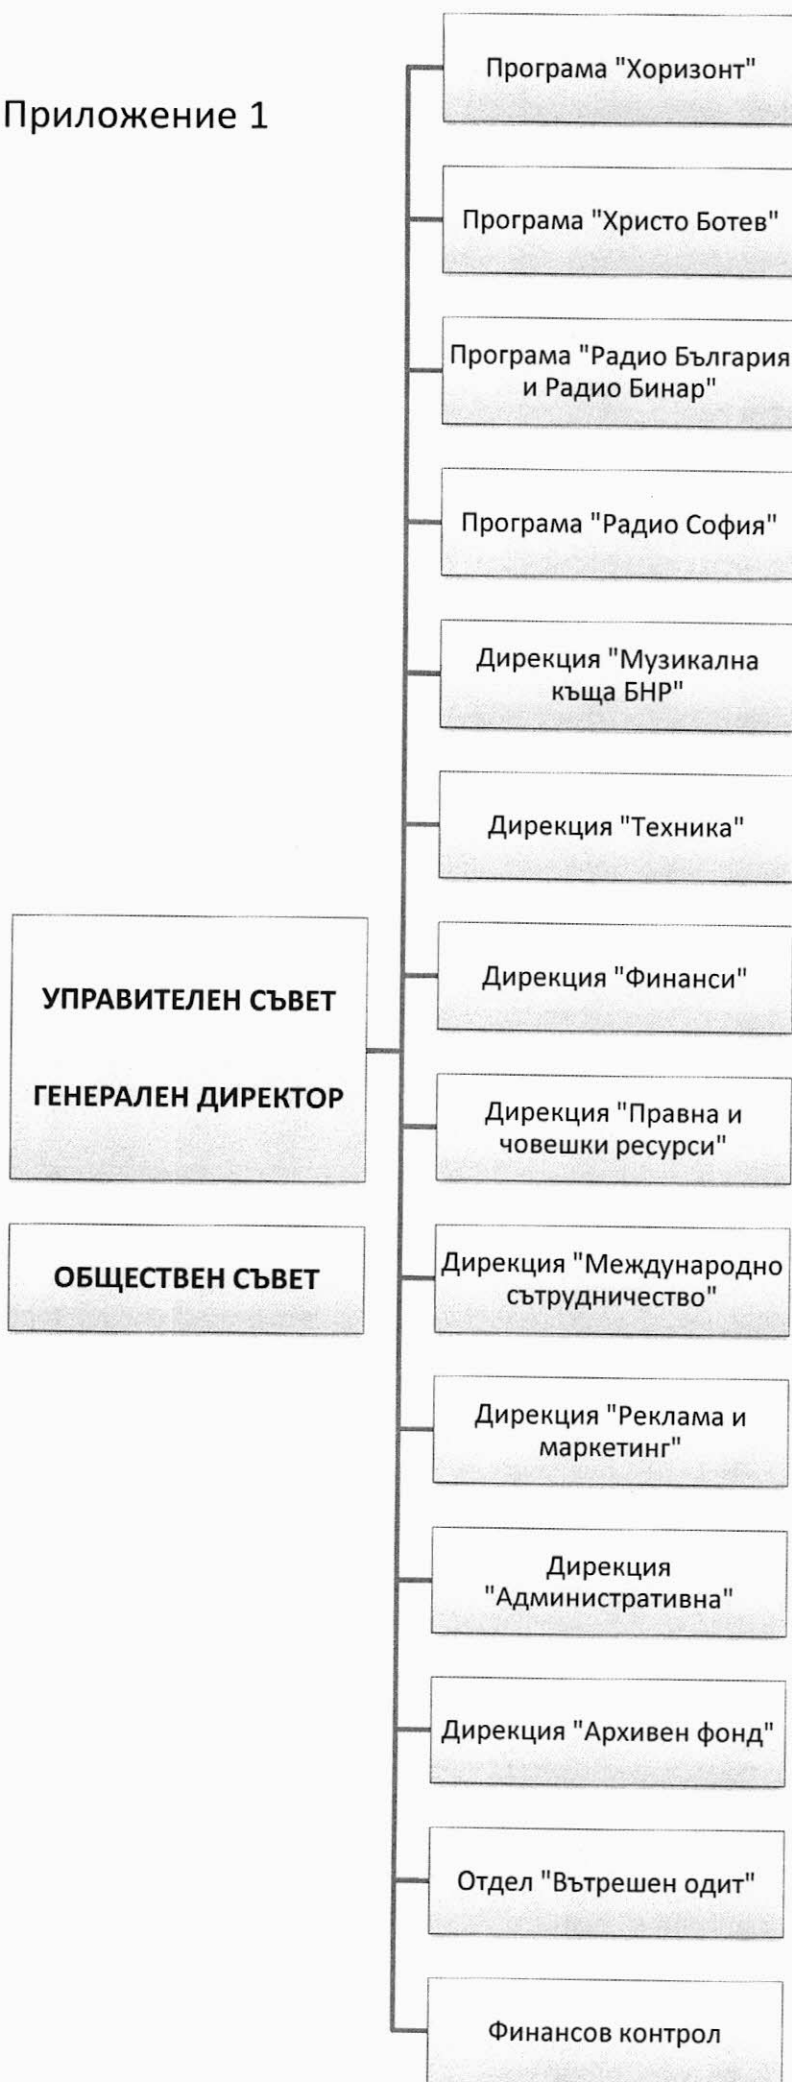 Приложение 1
Програма "Хоризонт"
Програма "Христо Ботев"
Програма "Радио България
и Радио Бинар"
Програма "Радио София"
Дирекция "Музикална
къща БНР"
Дирекция "Техника"
Дирекция "Финанси"
УПРАВИТЕЛЕН СЪВЕТ
ГЕНЕРАЛЕН ДИРЕКТОР
Дирекция "Правна и
човешки ресурси"
ОБЩЕСТВЕН СЪВЕТ
Дирекция "Международно
сътрудничество"
Дирекция "Реклама и
маркетинг"
Дирекция
"Административна"
Дирекция "Архивен фонд"
Отдел "Вътрешен одит"
Финансов контрол